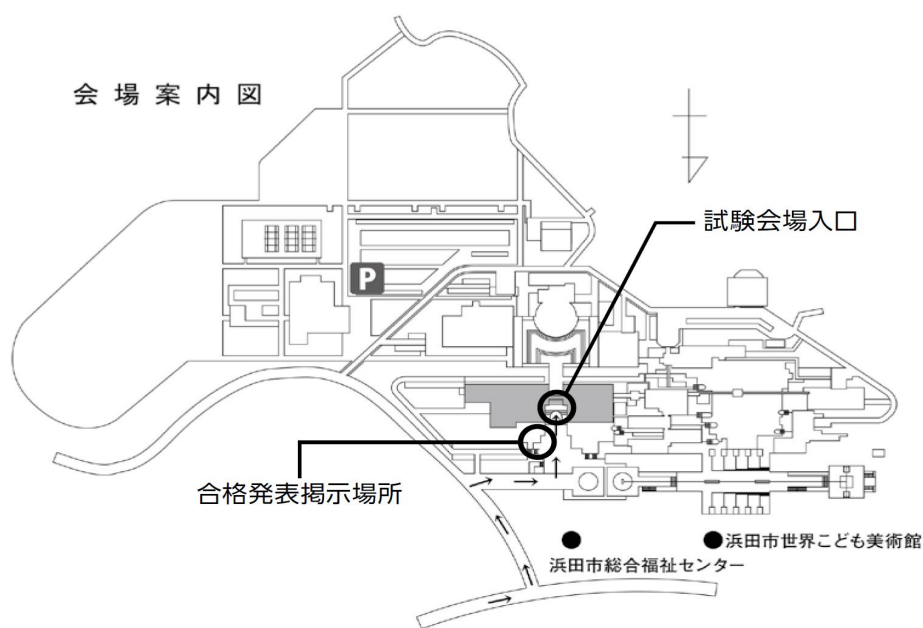 会場案内図
試験会場入口
P
合格発表掲示場所
浜田市世界こども美術館
浜田市総合福祉センター